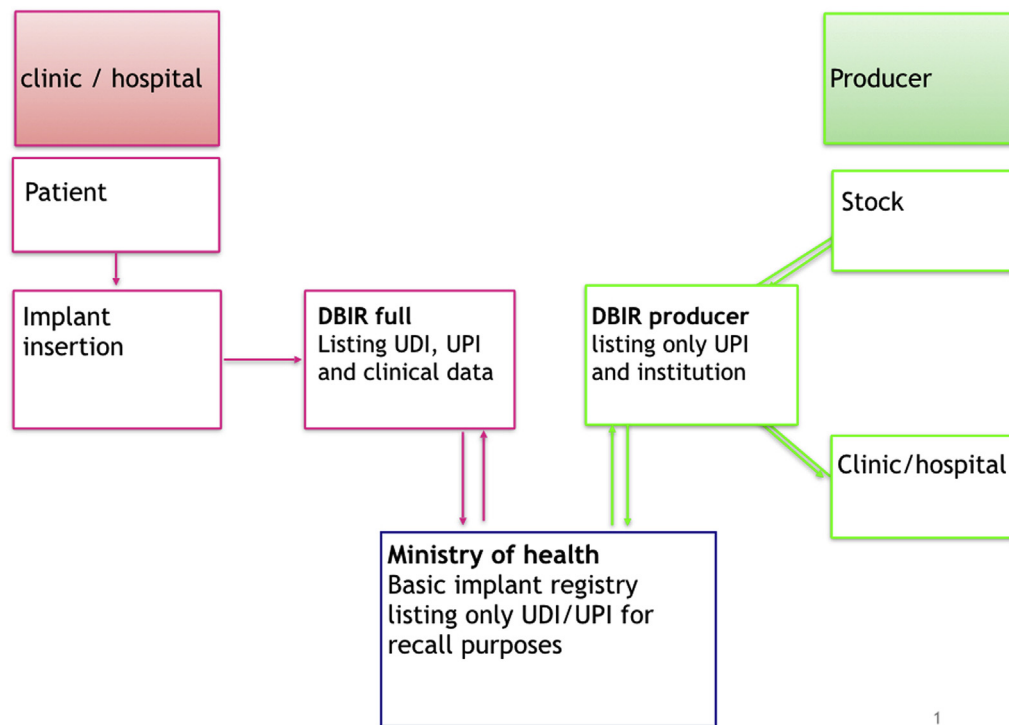 clinic / hospital
Producer
Patient
Stock
Implant
insertion
DBIR full
Listing UDI, UPI
and clinical data
DBIR producer
listing only UPI
and institution
Clinic/hospital
Ministry of health
Basic implant registry
listing only UDI/UPI for
recall purposes
1